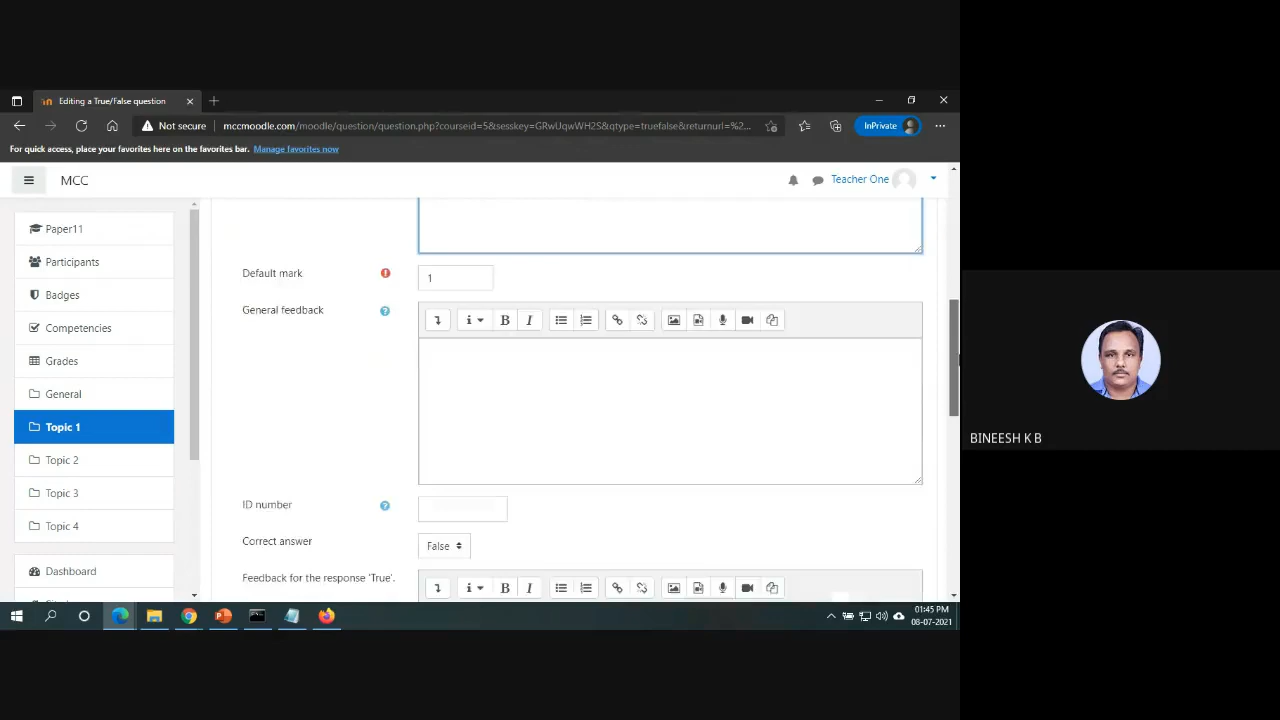 Editing a True/False question
Not secure
mccmoodle.com/moodle/question/question.php?courseid=5&sesskey=GRwUqwWH2S&qtype=truefalse&returnurl=%2...
InPrivate
For quick access, place your favorites here on the favorites bar. Manage favorites now
MCC
Teacher One
Paper11
Participants
Badges
Competencies
Grades
General
Topic 1
Topic 2
Topic 3
Topic 4
Dashboard
Default mark
1
General feedback
B I
ID number
Correct answer
False
Feedback for the response 'True'.
B I
01:45 PM
08-07-2021
BINEESH K B